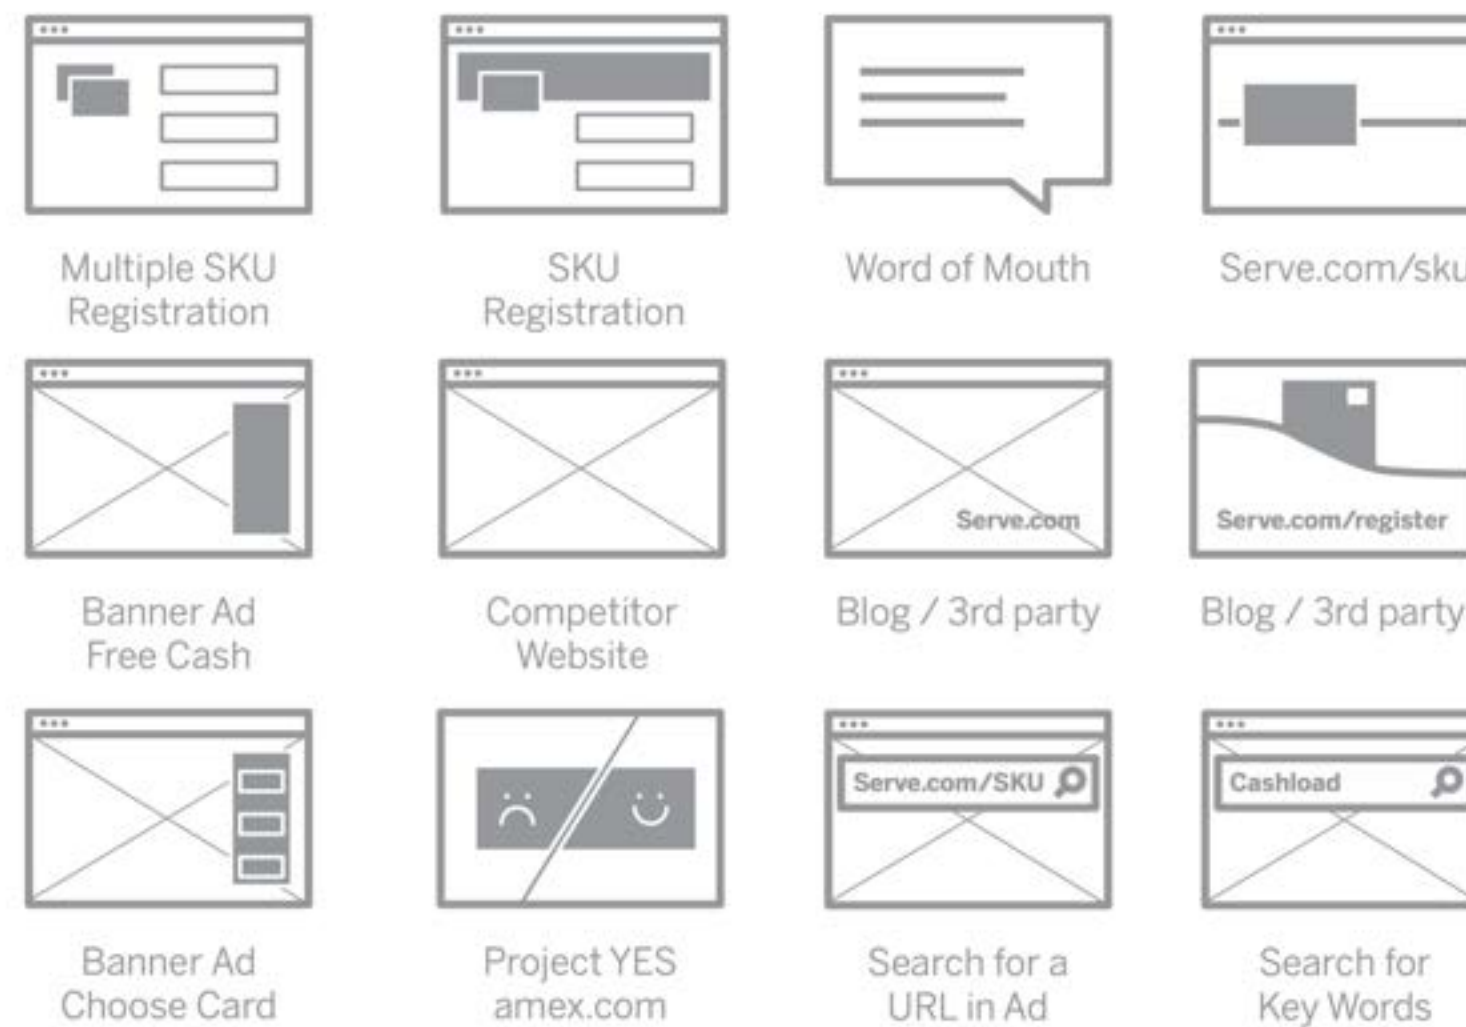 Multiple SKU
Registration
SKU
Registration
Word of Mouth
Serve.com/sku
Serve.com
Serve.com/register
Banner Ad
Free Cash
Competitor
Website
Blog / 3rd party
Blog / 3rd party
Serve.com/SKU
Cashload
Banner Ad
Choose Card
Project YES
amex.com
Search for a
URL in Ad
Search for
Key Words